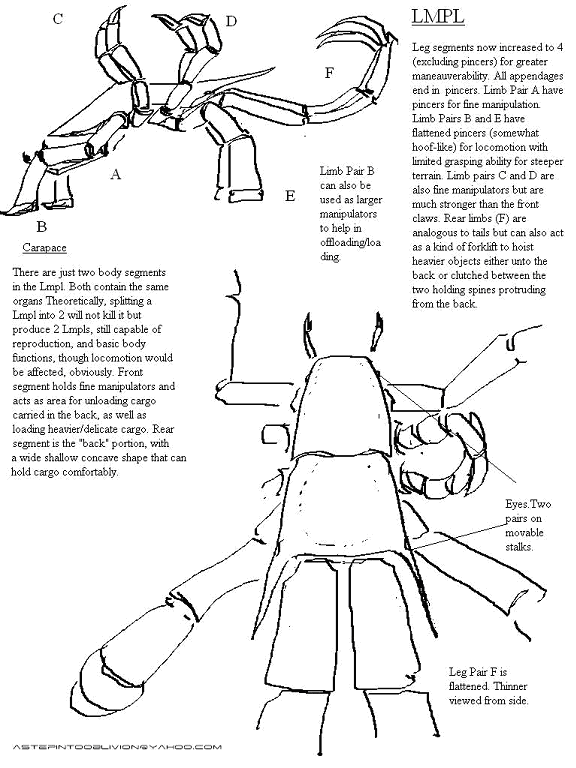 LMPL
C
D
F
A
E
B
Leg segments now increased to 4
(excluding pincers) for greater
maneauverability. All appendages
end in pincers. Limb Pair A have
pincers for fine manipulation.
Limb Pairs B and E have
flattened pincers (somewhat
hoof-like) for locomotion with
limited grasping ability for steeper
terrain. Limb pairs C and D are
also fine manipulators but are
much stronger than the front
claws. Rear limbs (F) are
analogous to tails but can also act
as a kind of forklift to hoist
heavier objects either unto the
back or clutched between the
two holding spines protruding
from the back.
Limb Pair B
can also be
used as larger
manipulators
to help in
offloading/loa
ding.
Carapace
There are just two body segments
in the Lmpl. Both contain the same
organs Theoretically, splitting a
Lmpl into 2 will not kill it but
produce 2 Lmpls, still capable of
reproduction, and basic body
functions, though locomotion would
be affected, obviously. Front
segment holds fine manipulators and
acts as area for unloading cargo
carried in the back, as well as
loading heavier/delicate cargo. Rear
segment is the "back" portion, with
a wide shallow concave shape that can
hold cargo comfortably.
Eyes.Two
pairs on
movable
stalks.
Leg Pair F is
flattened. Thinner
viewed from side.
ASTEPINTOOBLIVION@YAHOO.COM